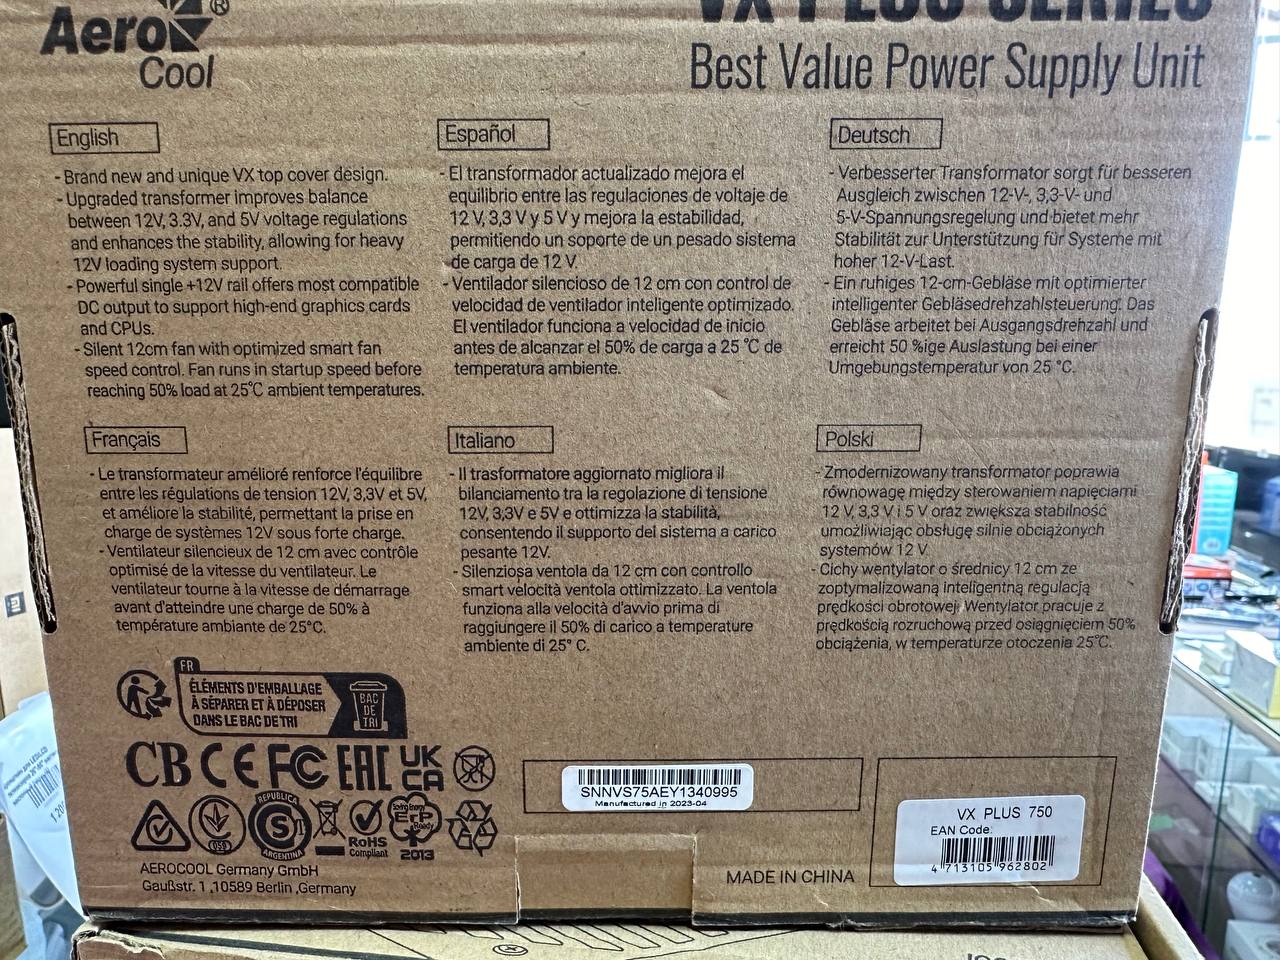 Aero
Cool
®
VX PLUS SERIES
Best Value Power Supply Unit
English
- Brand new and unique VX top cover design.
- Upgraded transformer improves balance
between 12V, 3.3V, and 5V voltage regulations
and enhances the stability, allowing for heavy
12V loading system support.
- Powerful single +12V rail offers most compatible
DC output to support high-end graphics cards
and CPUs.
- Silent 12cm fan with optimized smart fan
speed control. Fan runs in startup speed before
reaching 50% load at 25℃ ambient temperatures.
Español
- El transformador actualizado mejora el
equilibrio entre las regulaciones de voltaje de
12 V, 3,3 V y 5 V y mejora la estabilidad,
permitiendo un soporte de un pesado sistema
de carga de 12 V.
- Ventilador silencioso de 12 cm con control de
velocidad de ventilador inteligente optimizado.
El ventilador funciona a velocidad de inicio
antes de alcanzar el 50% de carga a 25 ℃ de
temperatura ambiente.
Deutsch
- Verbesserter Transformator sorgt für besseren
Ausgleich zwischen 12-V-, 3,3-V- und
5-V-Spannungsregelung und bietet mehr
Stabilität zur Unterstützung für Systeme mit
hoher 12-V-Last.
- Ein ruhiges 12-cm-Gebläse mit optimierter
intelligenter Gebläsedrehzahlsteuerung. Das
Gebläse arbeitet bei Ausgangsdrehzahl und
erreicht 50 %ige Auslastung bei einer
Umgebungstemperatur von 25 °C.
Français
- Le transformateur amélioré renforce l'équilibre
entre les régulations de tension 12V, 3,3V et 5V,
et améliore la stabilité, permettant la prise en
charge de systèmes 12V sous forte charge.
- Ventilateur silencieux de 12 cm avec contrôle
optimisé de la vitesse du ventilateur. Le
ventilateur tourne à la vitesse de démarrage
avant d'atteindre une charge de 50% à
température ambiante de 25°C.
Italiano
- Il trasformatore aggiornato migliora il
bilanciamento tra la regolazione di tensione
12V, 3,3V e 5V e ottimizza la stabilità,
consentendo il supporto del sistema a carico
pesante 12V.
- Silenziosa ventola da 12 cm con controllo
smart velocità ventola ottimizzato. La ventola
funziona alla velocità d'avvio prima di
raggiungere il 50% di carico a temperature
ambiente di 25° C.
Polski
- Zmodernizowany transformator poprawia
równowagę między sterowaniem napięciami
12 V, 3,3 V i 5 V oraz zwiększa stabilność
umożliwiając obsługę silnie obciążonych
systemów 12 V.
- Cichy wentylator o średnicy 12 cm ze
zoptymalizowaną inteligentną regulacją
prędkości obrotowej. Wentylator pracuje z
prędkością rozruchową przed osiągnięciem 50%
obciążenia, w temperaturze otoczenia 25℃.
FR
ÉLÉMENTS D'EMBALLAGE
À SÉPARER ET À DÉPOSER
DANS LE BAC DE TRI
BAC
DE
TRI
CB CE FC EAC UK
CA
REPUBLICA
S
ARGENTINA
059
RoHS
Compliant
Saving Energy
ErP
Ready
2013
AEROCOOL Germany GmbH
Gaußstr. 1 ,10589 Berlin ,Germany
SNNVS75AEY1340995
Manufactured in 2023-04
MADE IN CHINA
VX PLUS 750
EAN Code:
4 713105 962802